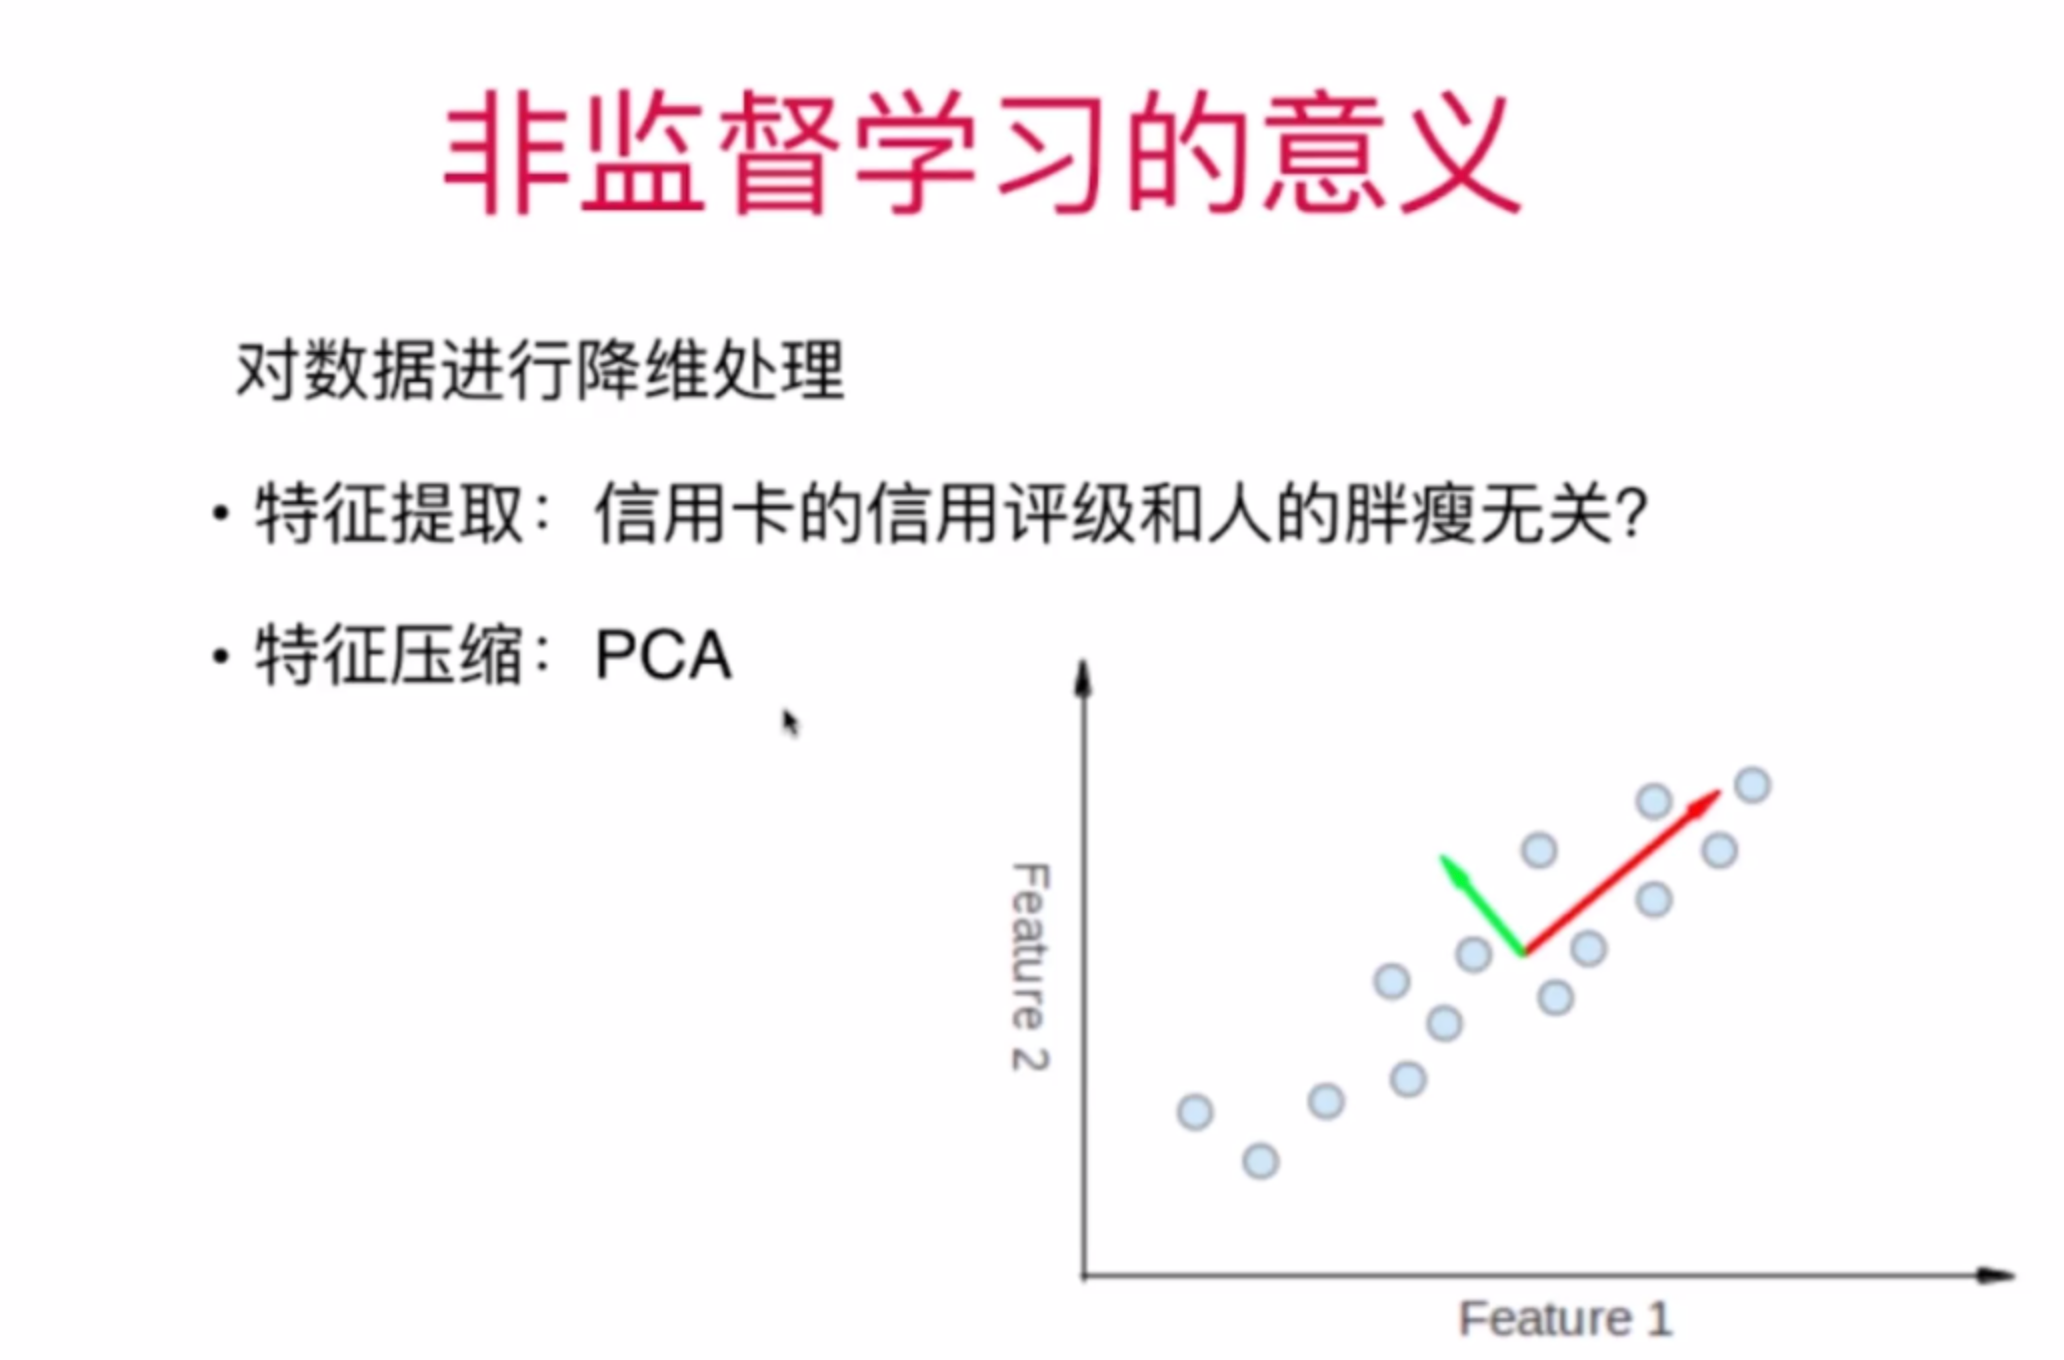 非监督学习的意义
对数据进行降维处理
• 特征提取：信用卡的信用评级和人的胖瘦无关？
• 特征压缩：PCA
Feature 2
Feature 1